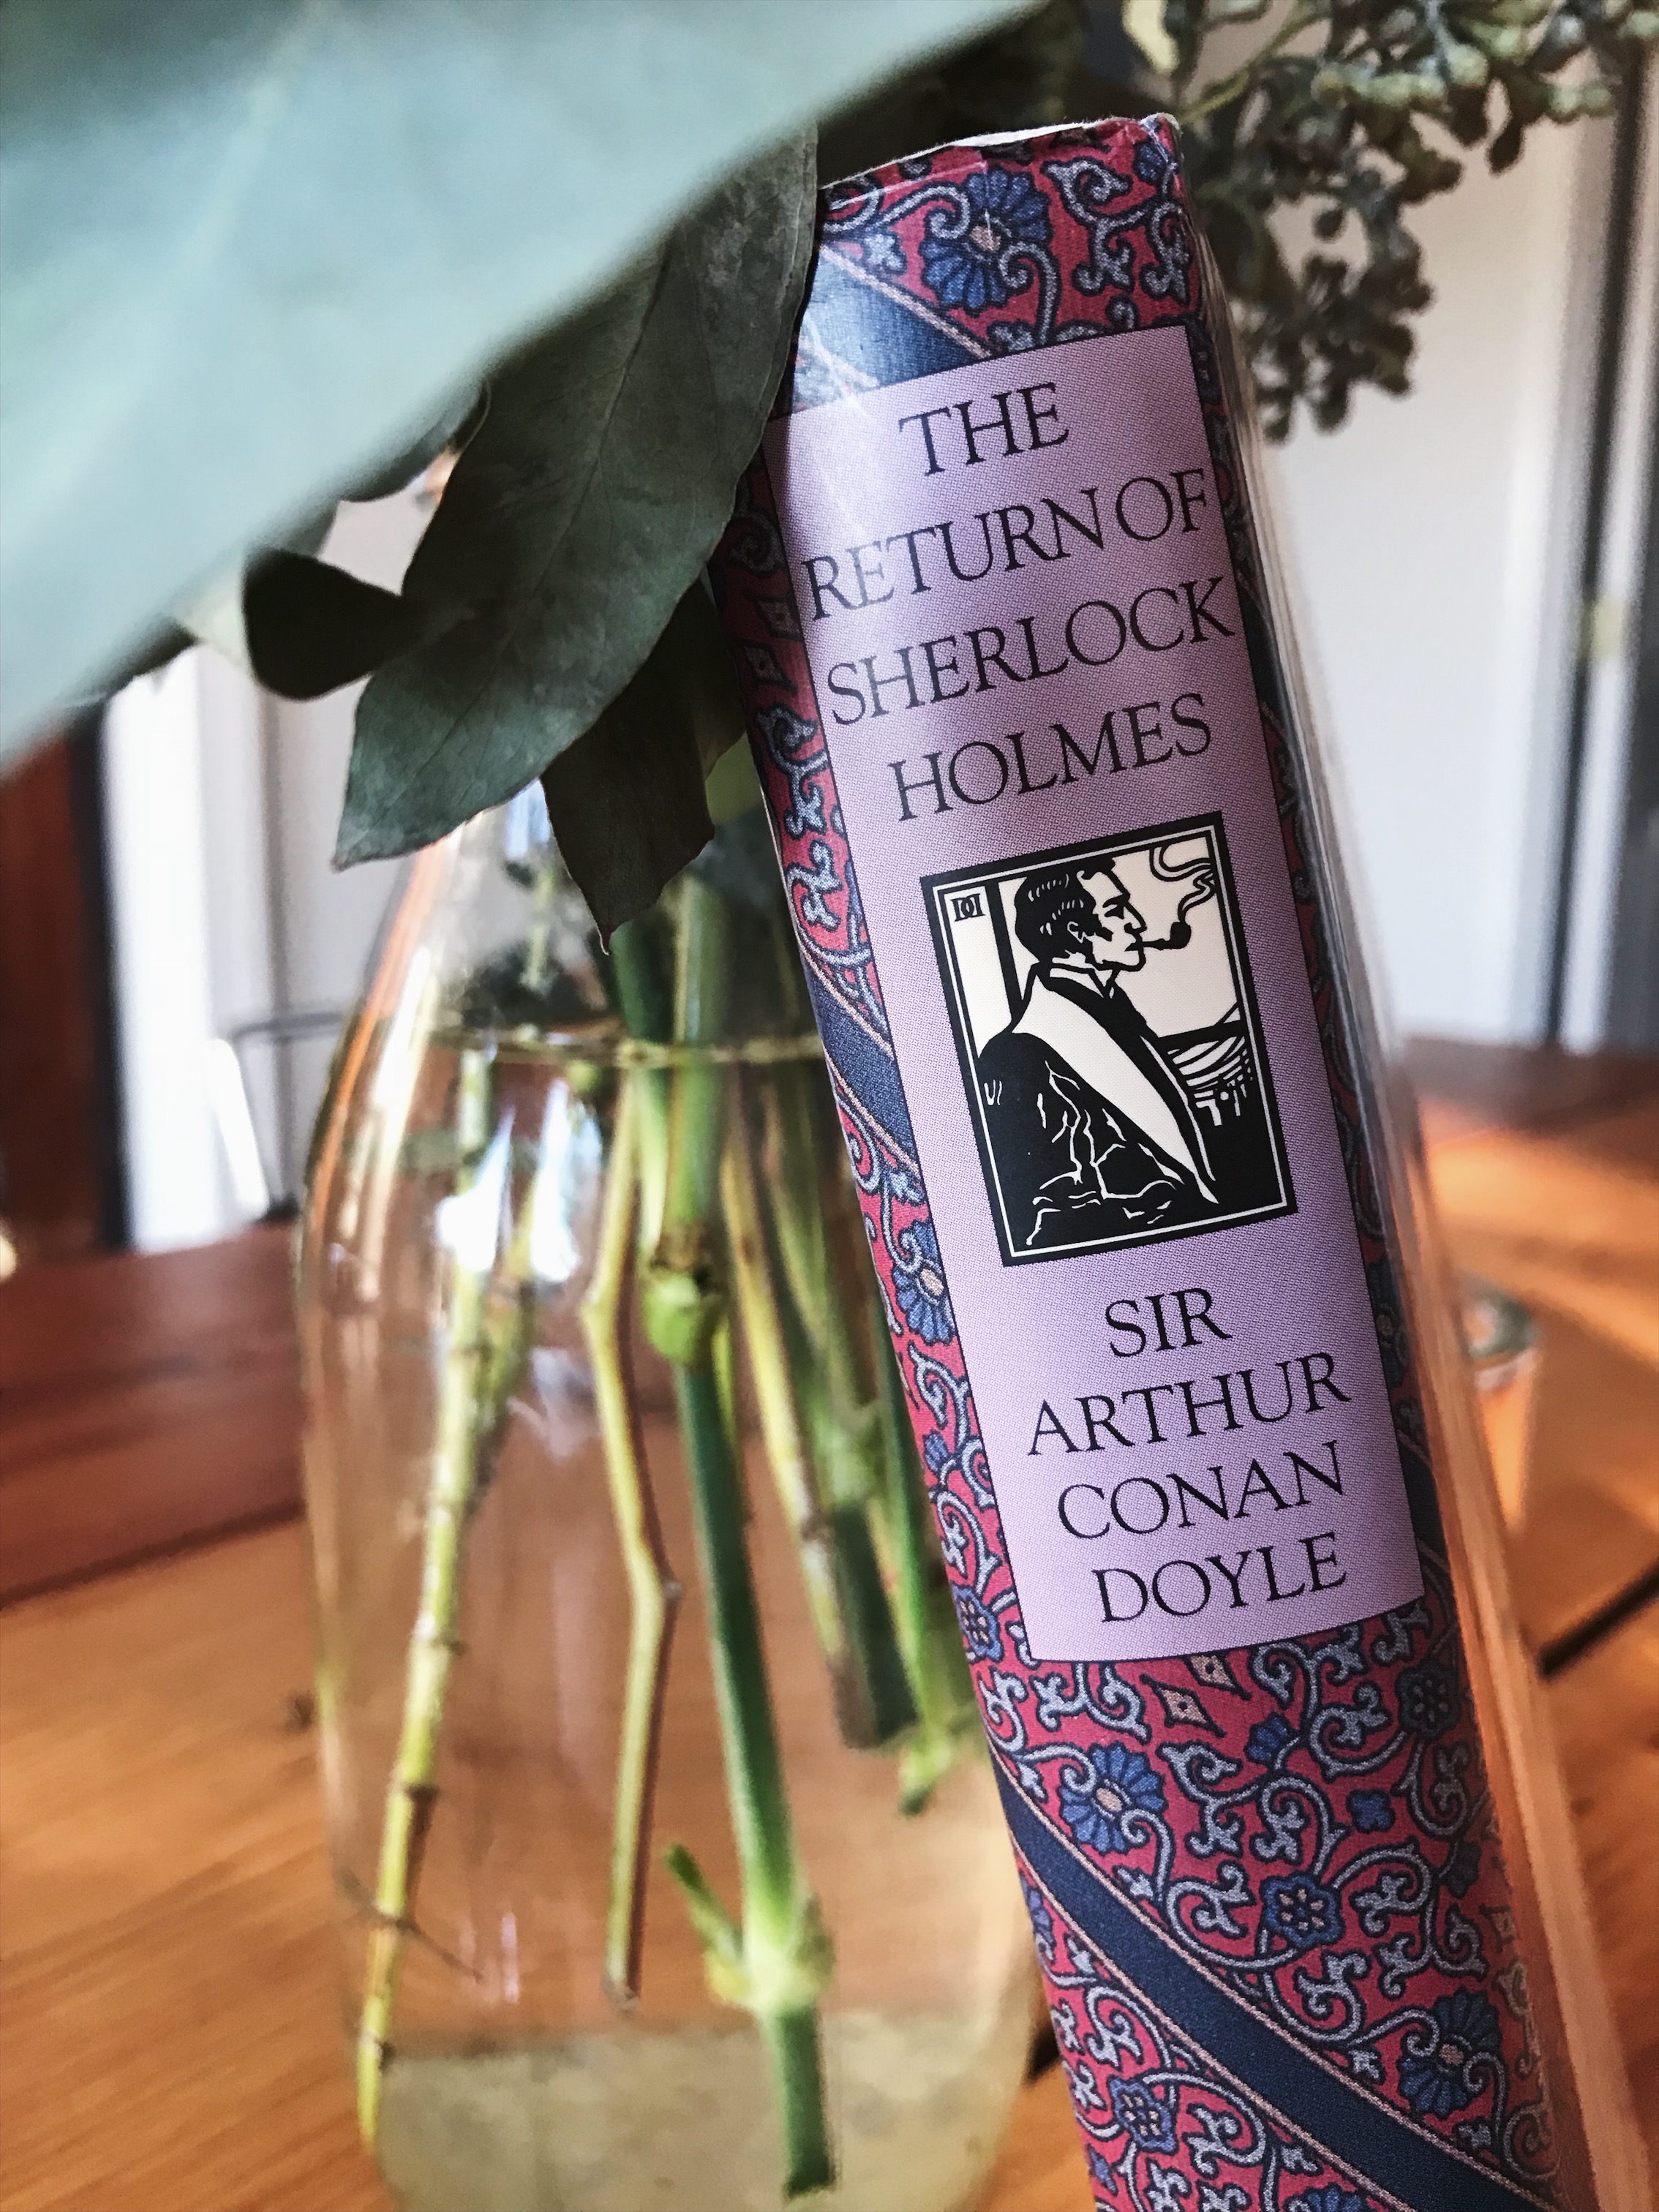 THE
RETURN OF
SHERLOCK
HOLMES
SIR
ARTHUR
CONAN
DOYLE